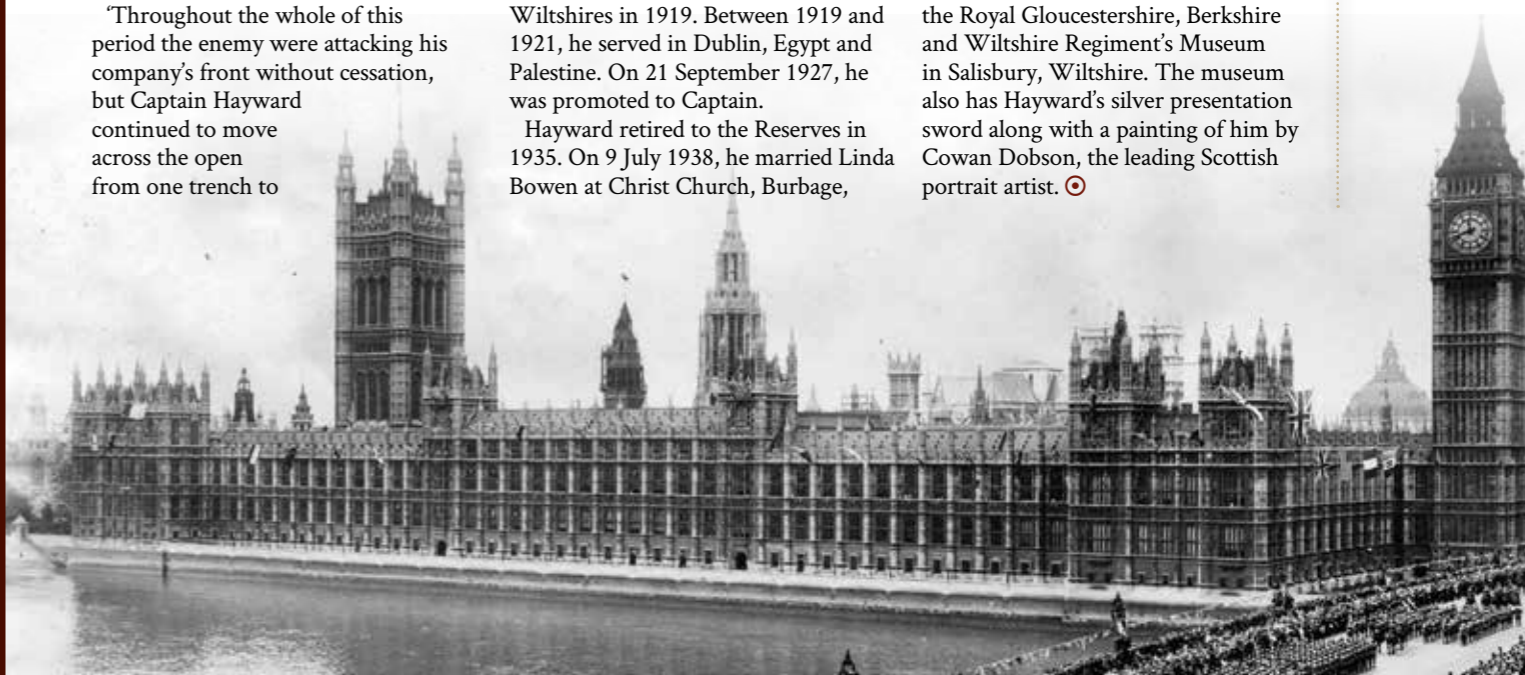 ‘Throughout the whole of this
period the enemy were attacking his
company’s front without cessation,
but Captain Hayward
continued to move
across the open
from one trench to
Wiltshires in 1919. Between 1919 and
1921, he served in Dublin, Egypt and
Palestine. On 21 September 1927, he
was promoted to Captain.
Hayward retired to the Reserves in
1935. On 9 July 1938, he married Linda
Bowen at Christ Church, Burbage,
the Royal Gloucestershire, Berkshire
and Wiltshire Regiment’s Museum
in Salisbury, Wiltshire. The museum
also has Hayward’s silver presentation
sword along with a painting of him by
Cowan Dobson, the leading Scottish
portrait artist.